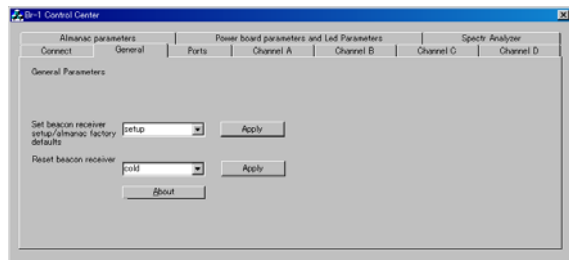 Br-1 Control Center
Almanac parameters
Power board parameters and Led Parameters
Spectr Analyzer
Connect
General
Ports
Channel A
Channel B
Channel C
Channel D
General Parameters
Set beacon receiver
setup/almanac factory
defaults
setup
Apply
Reset beacon receiver
cold
Apply
About